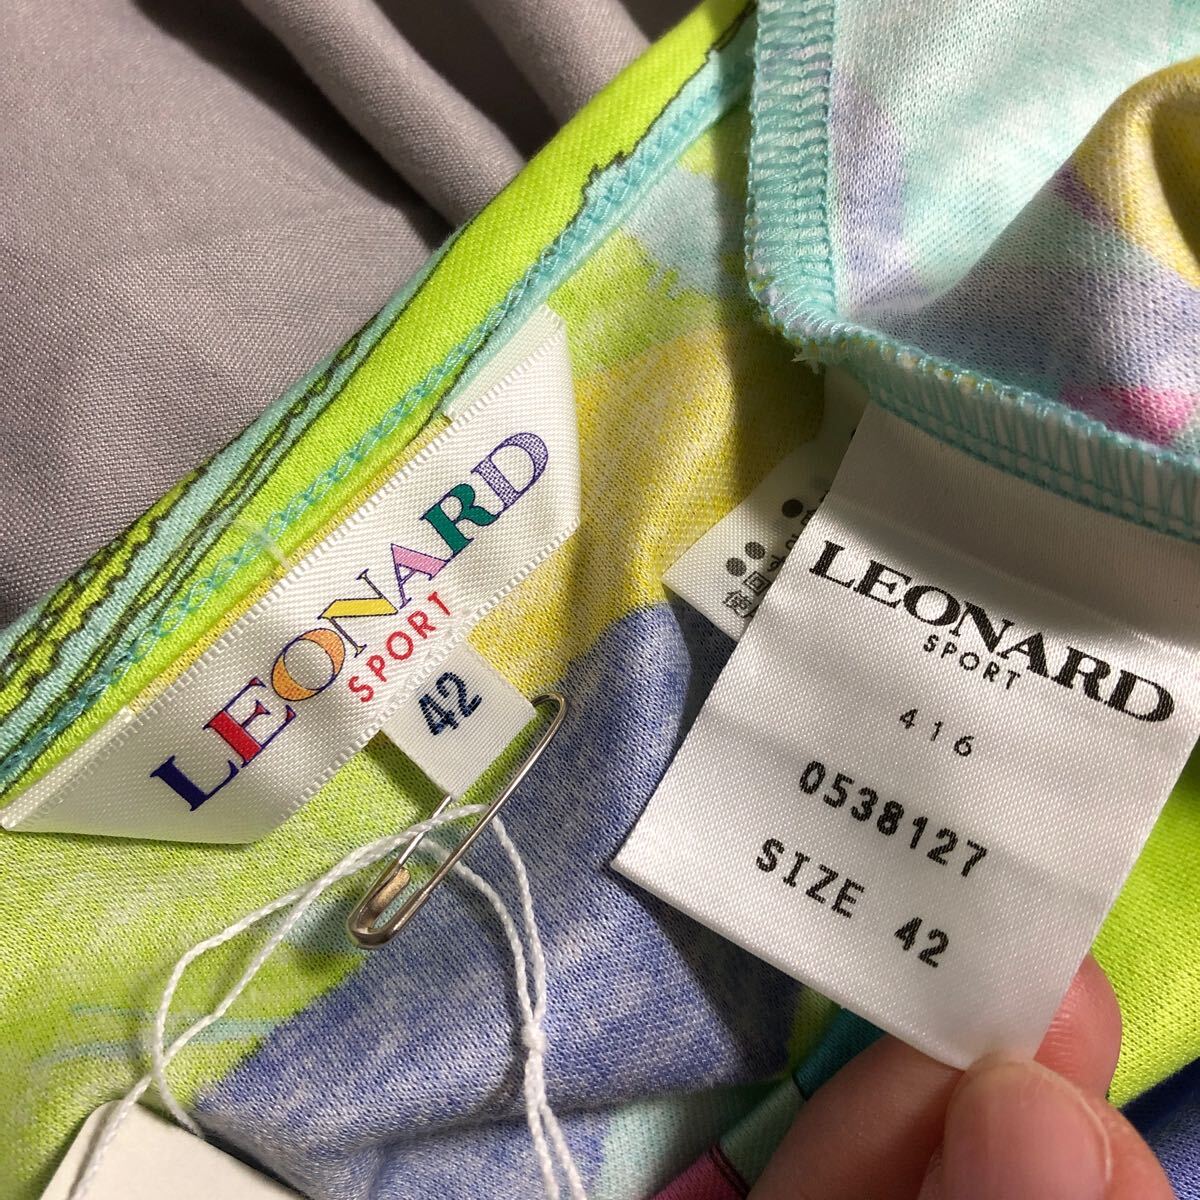 LEONARD
SPORT
42
LEONARD
SPORT
416
0538127
SIZE 42